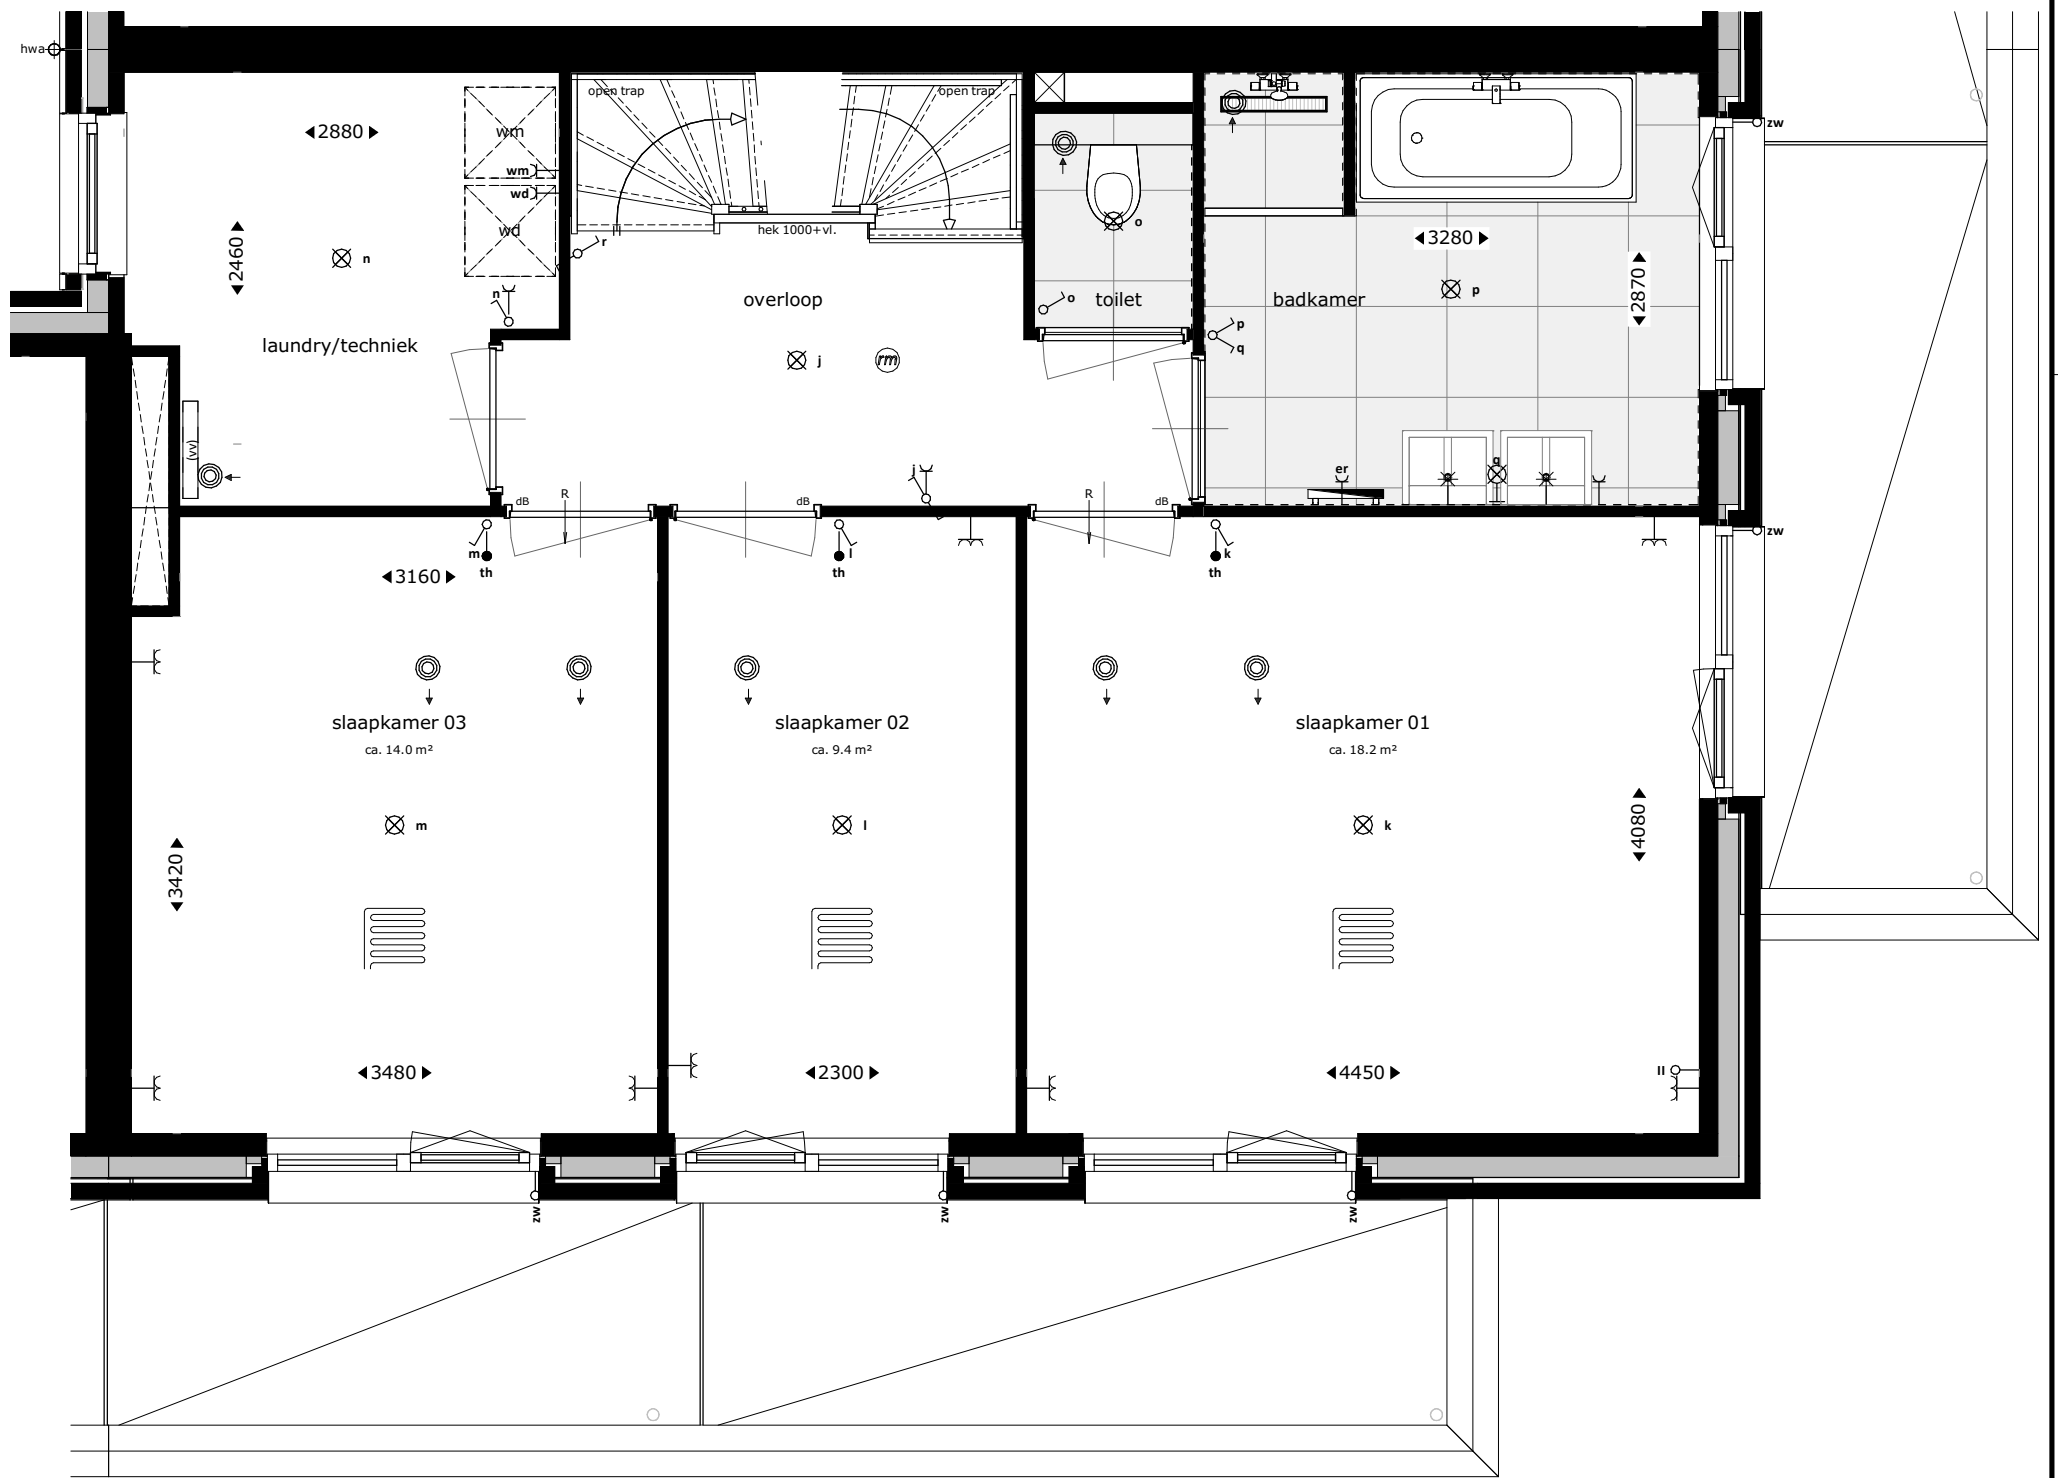 hwa
open trap
open trap
2880
wm
wm
wd
wd
zw
o
r
hek 1000+vl.
3280
2460
n
n
overloop
o
toilet
badkamer
p
2870
p
q
laundry/techniek
j
rm
(vv)
j
er
q
dB
R
dB
R
dB
zw
m
th
l
th
k
th
3160
slaapkamer 03
ca. 14.0 m²
slaapkamer 02
ca. 9.4 m²
slaapkamer 01
ca. 18.2 m²
m
l
k
3420
4080
3480
2300
4450
II
zw
zw
zw